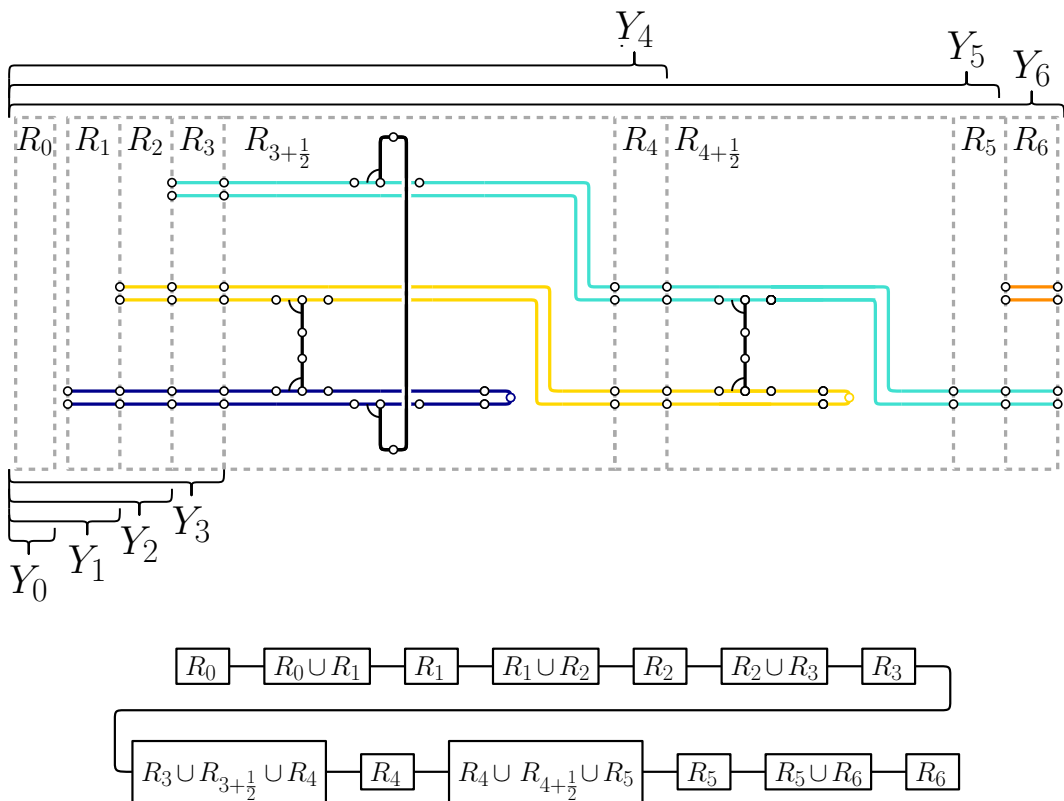 Y₄
Y₅
Y₆
R₀ R₁ R₂ R₃ R₃₊½ R₄ R₄₊½ R₅ R₆
Y₃
Y₂
Y₁
Y₀
R₀ R₀ ∪ R₁ R₁ R₁ ∪ R₂ R₂ R₂ ∪ R₃ R₃
R₃ ∪ R₃₊½ ∪ R₄ R₄ R₄ ∪ R₄₊½ ∪ R₅ R₅ R₅ ∪ R₆ R₆